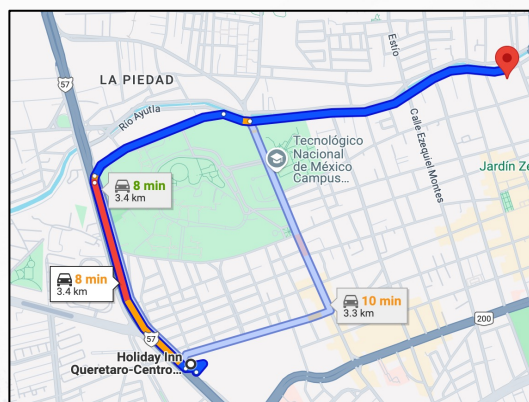 Estío
57
LA PIEDAD
Río Ayutla
Calle Ezequiel Montes
Tecnológico
Nacional
de México
Campus...
Jardín Ze
8 min
3.4 km
8 min
3.4 km
10 min
3.3 km
200
57
Holiday Inn
Queretaro-Centro...